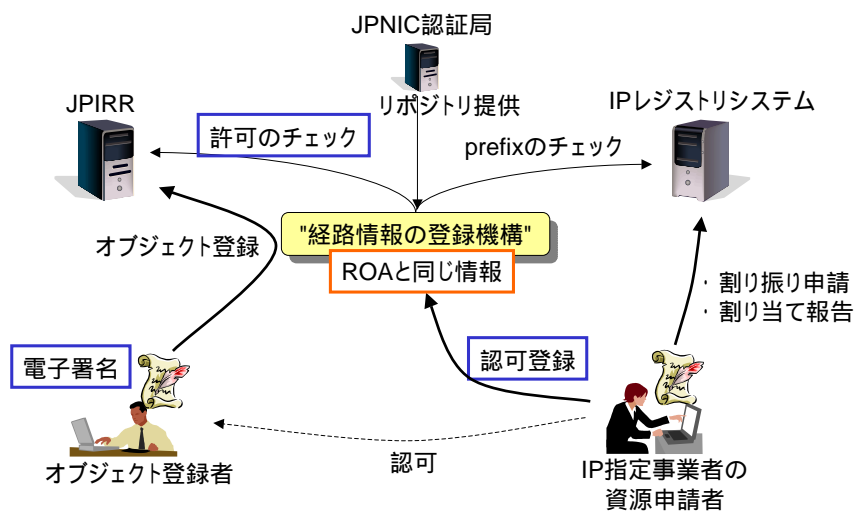 JPNIC認証局
リポジトリ提供
JPIRR
IPレジストリシステム
許可のチェック
prefixのチェック
"経路情報の登録機構"
ROAと同じ情報
オブジェクト登録
・割り振り申請
・割り当て報告
電子署名
認可登録
認可
オブジェクト登録者
IP指定事業者の
資源申請者